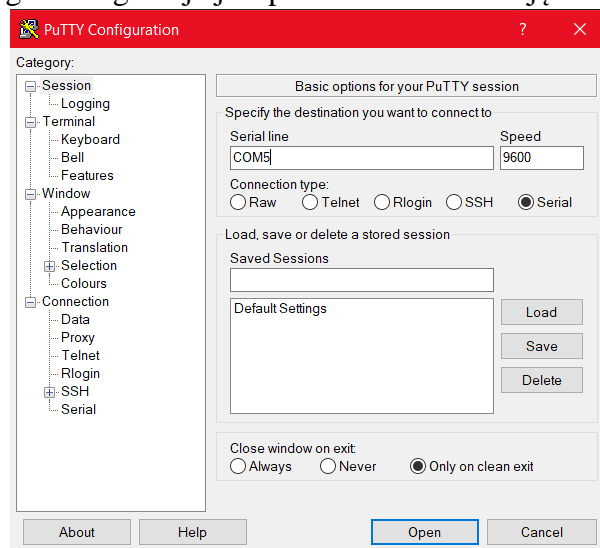 PuTTY Configuration ? ×
Category:
Session
Logging
Terminal
Keyboard
Bell
Features
Window
Appearance
Behaviour
Translation
Selection
Colours
Connection
Data
Proxy
Telnet
Rlogin
SSH
Serial
Basic options for your PuTTY session
Specify the destination you want to connect to
Serial line Speed
COM5 9600
Connection type:
Raw Telnet Rlogin SSH Serial
Load, save or delete a stored session
Saved Sessions
Default Settings
Load
Save
Delete
Close window on exit:
Always Never Only on clean exit
About Help Open Cancel